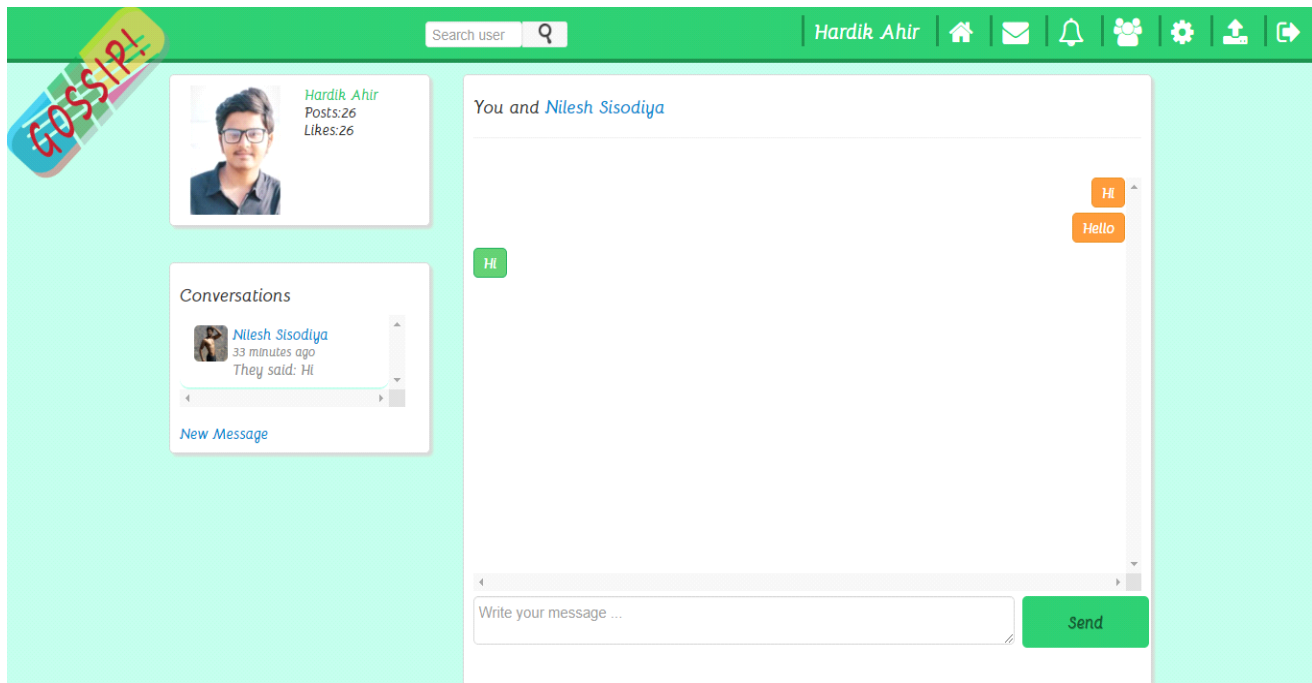 GOSSIP!
Search user
Hardik Ahir
Hardik Ahir
Posts:26
Likes:26
Conversations
Nilesh Sisodiya
33 minutes ago
They said: Hi
New Message
You and Nilesh Sisodiya
Hi
Hello
Hi
Write your message ...
Send